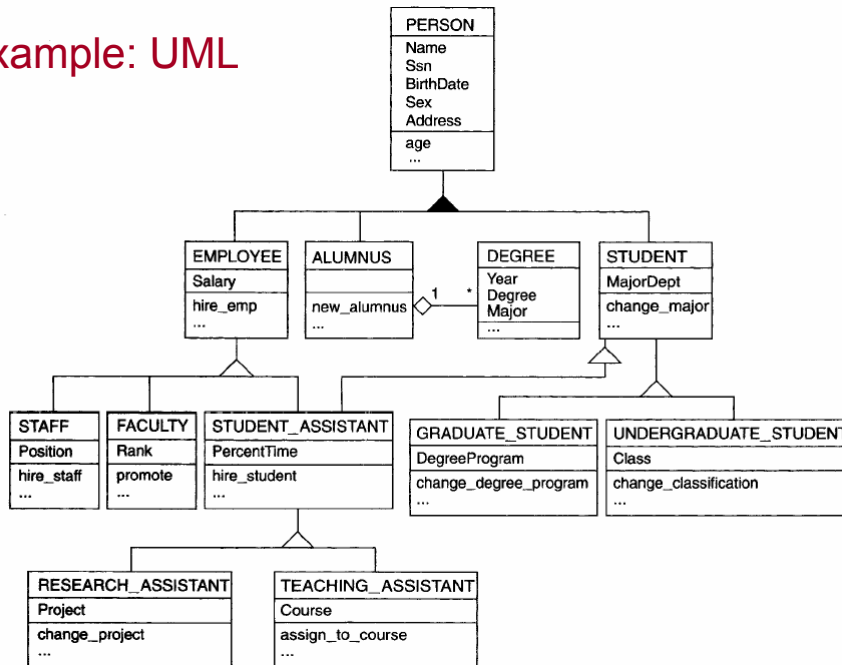 xample: UML
PERSON
Name
Ssn
BirthDate
Sex
Address
age
...
EMPLOYEE
Salary
hire_emp
...
ALUMNUS
new_alumnus
...
1
*
DEGREE
Year
Degree
Major
...
STUDENT
MajorDept
change_major
...
STAFF
Position
hire_staff
...
FACULTY
Rank
promote
...
STUDENT_ASSISTANT
PercentTime
hire_student
...
GRADUATE_STUDENT
DegreeProgram
change_degree_program
...
UNDERGRADUATE_STUDENT
Class
change_classification
...
RESEARCH_ASSISTANT
Project
change_project
...
TEACHING_ASSISTANT
Course
assign_to_course
...